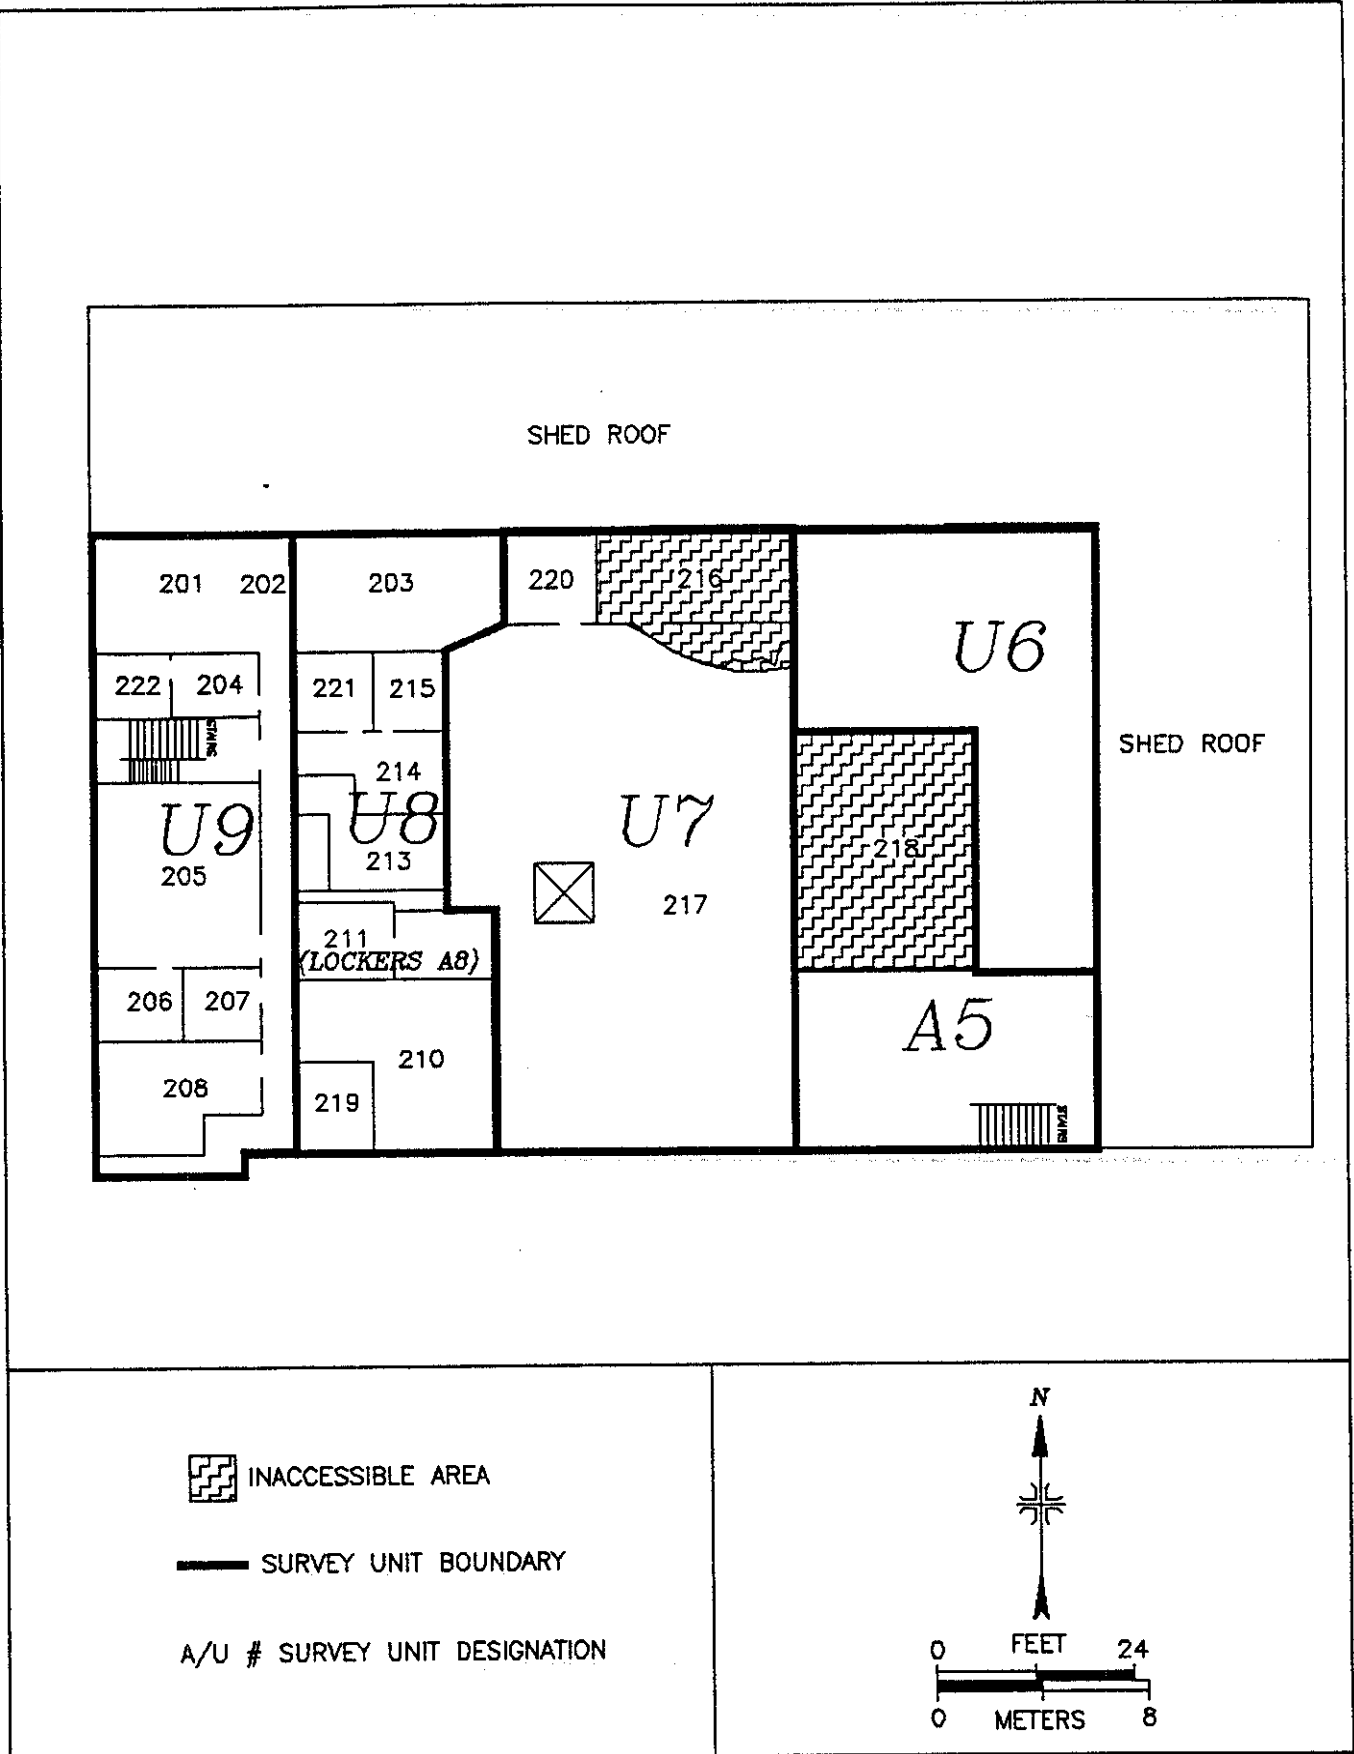 SHED ROOF
201 202 203 220 216
U6
222 204 221 215
STAIRS
SHED ROOF
214
U9 U8 U7
218
213
205
217
211
(LOCKERS A8)
206 207
A5
210
208
219
STAIRS
N
INACCESSIBLE AREA
SURVEY UNIT BOUNDARY
A/U # SURVEY UNIT DESIGNATION
0 FEET 24
0 METERS 8